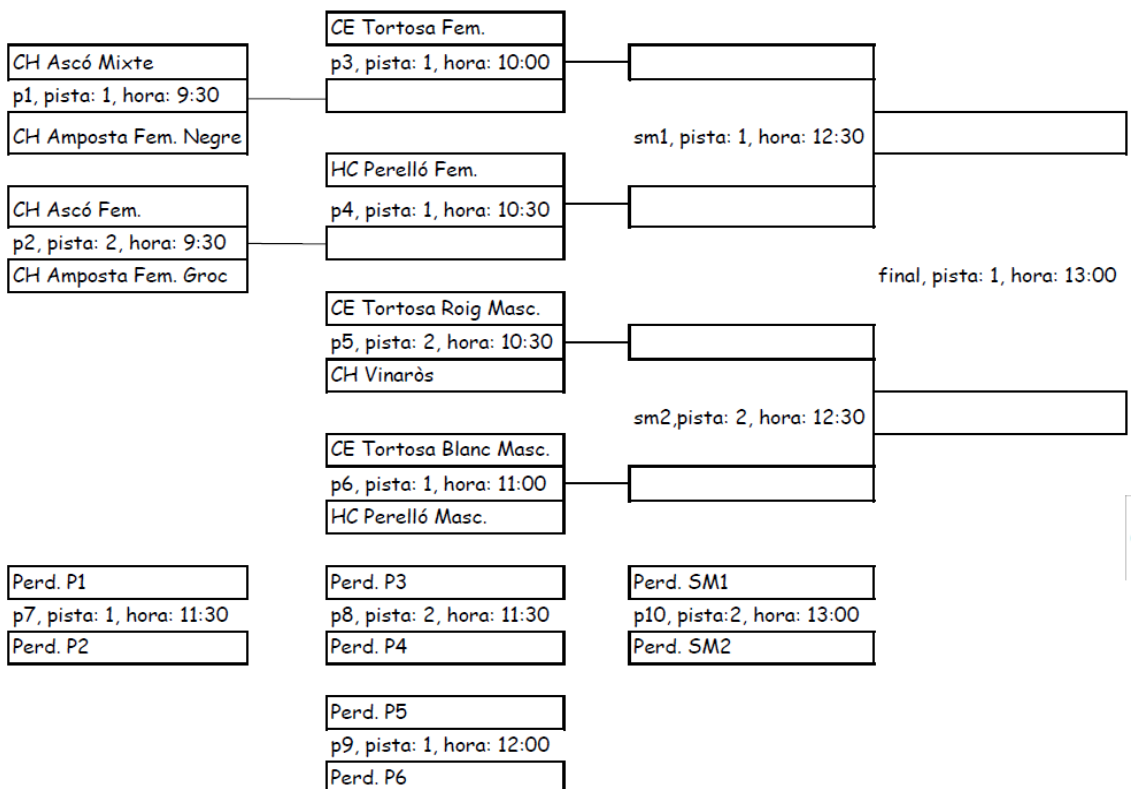 CE Tortosa Fem.
CH Ascó Mixte
p3, pista: 1, hora: 10:00
p1, pista: 1, hora: 9:30
CH Amposta Fem. Negre
sm1, pista: 1, hora: 12:30
HC Perelló Fem.
CH Ascó Fem.
p4, pista: 1, hora: 10:30
p2, pista: 2, hora: 9:30
CH Amposta Fem. Groc
final, pista: 1, hora: 13:00
CE Tortosa Roig Masc.
p5, pista: 2, hora: 10:30
CH Vinaròs
sm2,pista: 2, hora: 12:30
CE Tortosa Blanc Masc.
p6, pista: 1, hora: 11:00
HC Perelló Masc.
Perd. P1
Perd. P3
Perd. SM1
p7, pista: 1, hora: 11:30
p8, pista: 2, hora: 11:30
p10, pista:2, hora: 13:00
Perd. P2
Perd. P4
Perd. SM2
Perd. P5
p9, pista: 1, hora: 12:00
Perd. P6